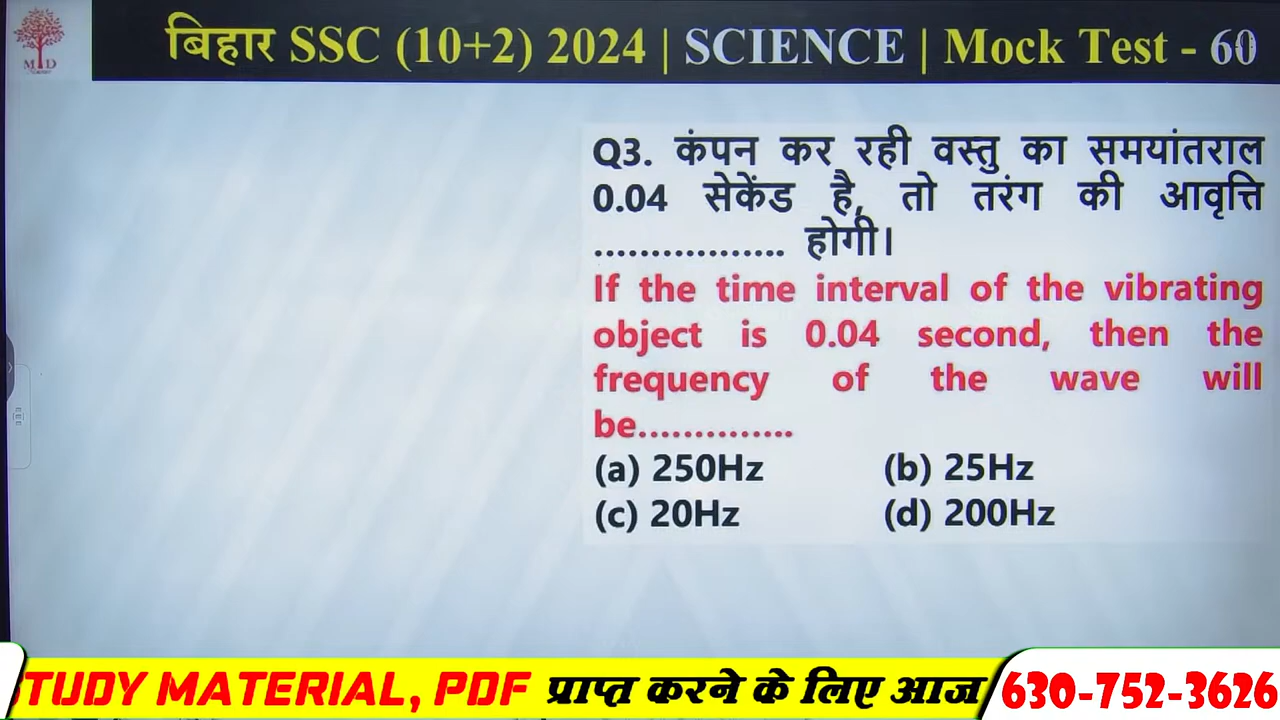 बिहार SSC (10+2) 2024 | SCIENCE | Mock Test - 60
M D
Q3. कंपन कर रही वस्तु का समयांतराल
0.04 सेकेंड है, तो तरंग की आवृत्ति
................. होगी।
If the time interval of the vibrating
object is 0.04 second, then the
frequency of the wave will
be..............
(a) 250Hz (b) 25Hz
(c) 20Hz (d) 200Hz
STUDY MATERIAL, PDF प्राप्त करने के लिए आज
630-752-3626